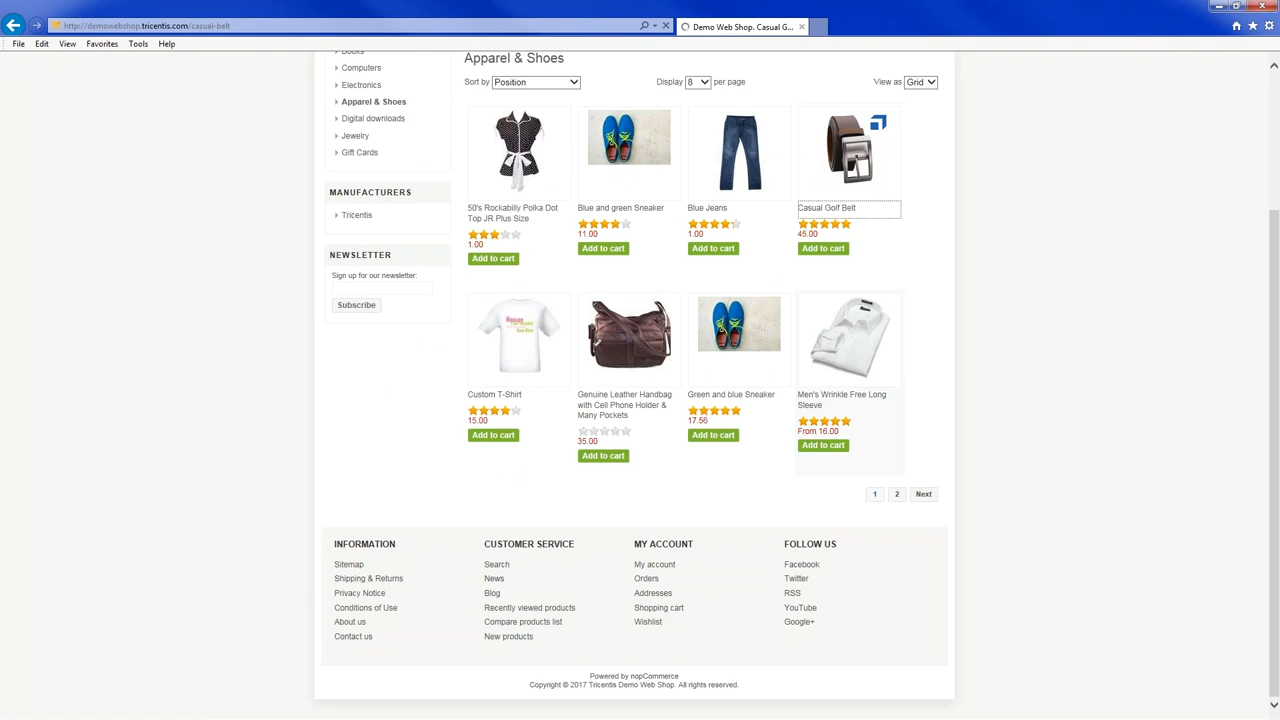 http://demowebshop.tricentis.com/casual-belt
Demo Web Shop. Casual G...
File Edit View Favorites Tools Help
Books
Computers
Electronics
Apparel & Shoes
Digital downloads
Jewelry
Gift Cards
MANUFACTURERS
Tricentis
NEWSLETTER
Sign up for our newsletter:
Subscribe
Apparel & Shoes
Sort by Position Display 8 per page View as Grid
50's Rockabilly Polka Dot
Top JR Plus Size
1.00
Add to cart
Blue and green Sneaker
11.00
Add to cart
Blue Jeans
1.00
Add to cart
Casual Golf Belt
45.00
Add to cart
Custom T-Shirt
15.00
Add to cart
Genuine Leather Handbag
with Cell Phone Holder &
Many Pockets
35.00
Add to cart
Green and blue Sneaker
17.56
Add to cart
Men's Wrinkle Free Long
Sleeve
From 16.00
Add to cart
1 2 Next
INFORMATION
Sitemap
Shipping & Returns
Privacy Notice
Conditions of Use
About us
Contact us
CUSTOMER SERVICE
Search
News
Blog
Recently viewed products
Compare products list
New products
MY ACCOUNT
My account
Orders
Addresses
Shopping cart
Wishlist
FOLLOW US
Facebook
Twitter
RSS
YouTube
Google+
Powered by nopCommerce
Copyright © 2017 Tricentis Demo Web Shop. All rights reserved.